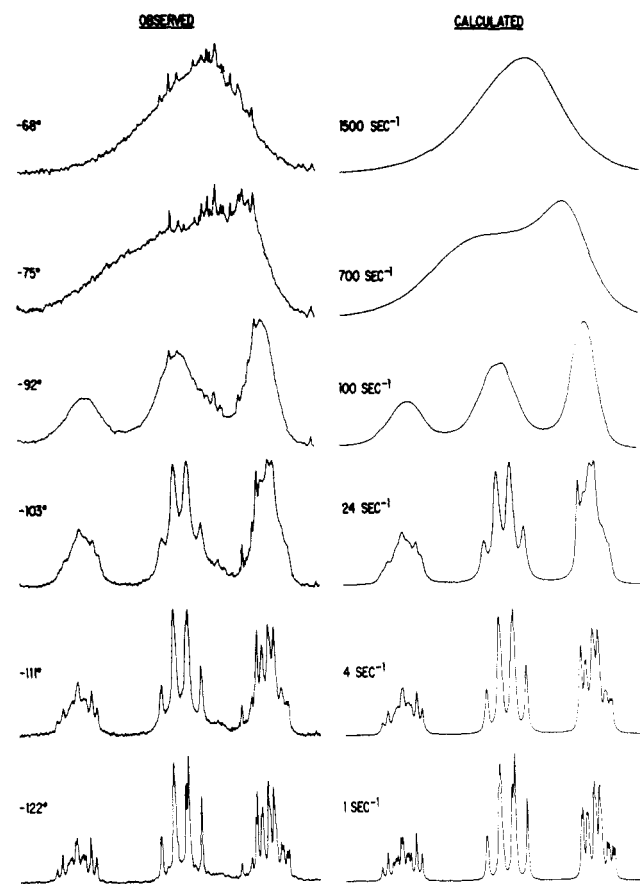 OBSERVED CALCULATED
-68° 1500 SEC⁻¹
-75° 700 SEC⁻¹
-92° 100 SEC⁻¹
-103° 24 SEC⁻¹
-111° 4 SEC⁻¹
-122° 1 SEC⁻¹